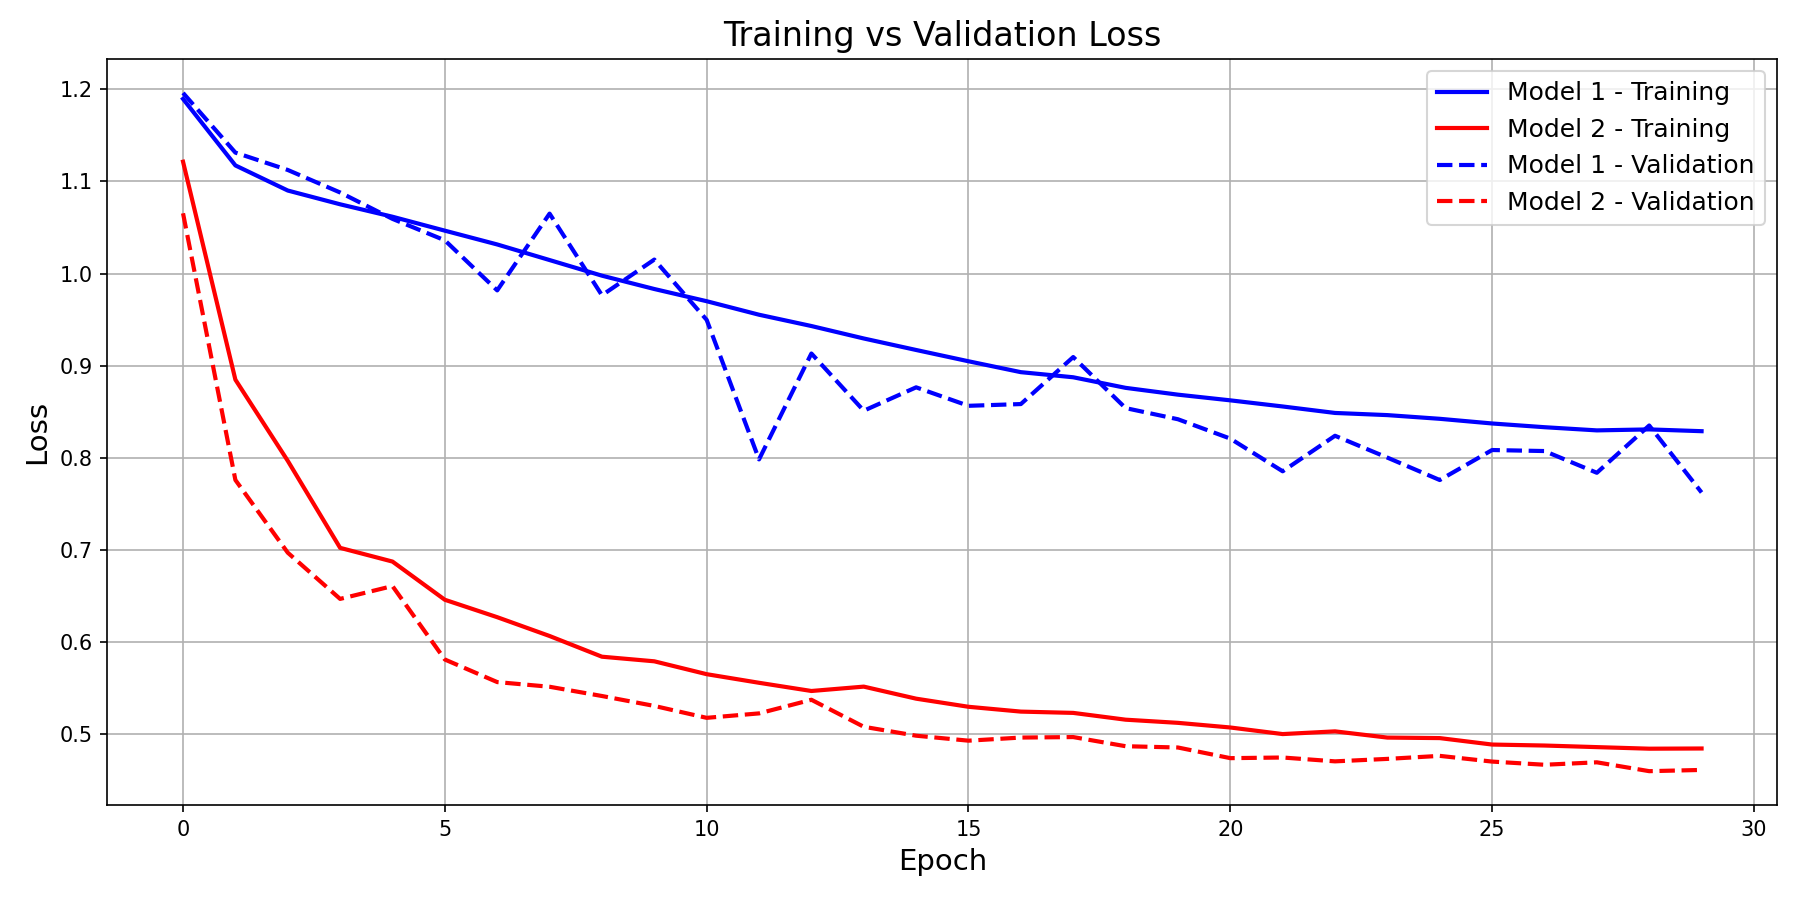 Training vs Validation Loss
1.2
1.1
1.0
0.9
0.8
0.7
0.6
0.5
Loss
Model 1 - Training
Model 2 - Training
Model 1 - Validation
Model 2 - Validation
0 5 10 15 20 25 30
Epoch